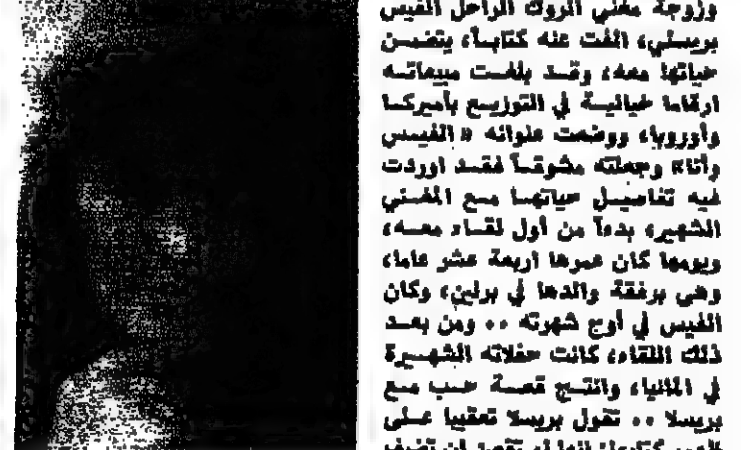 وزوجة مغني الروك الراحل الفيس
بريسلي، الفت عنه كتاباً، يتضمن
حياتها معه، وقد بلغت مبيعاته
ارقاما خيالية في التوزيع بأميركا
وأوروبا، ووضعت عنوانه « الفيس
وأنا» وجعلته مشوقاً فقد اوردت
فيه تفاصيل حياتها مع المغني
الشهير، بدءاً من أول لقاء معه،
ويومها كان عمرها اربعة عشر عاما،
وهي برفقة والدها في برلين، وكان
الفيس في أوج شهرته .. ومن بعد
ذلك اللقاء، كانت حفلاته الشهيرة
في المانيا، وانتج قصة حب مع
بريسلا .. تقول بريسلا تعقيبا على